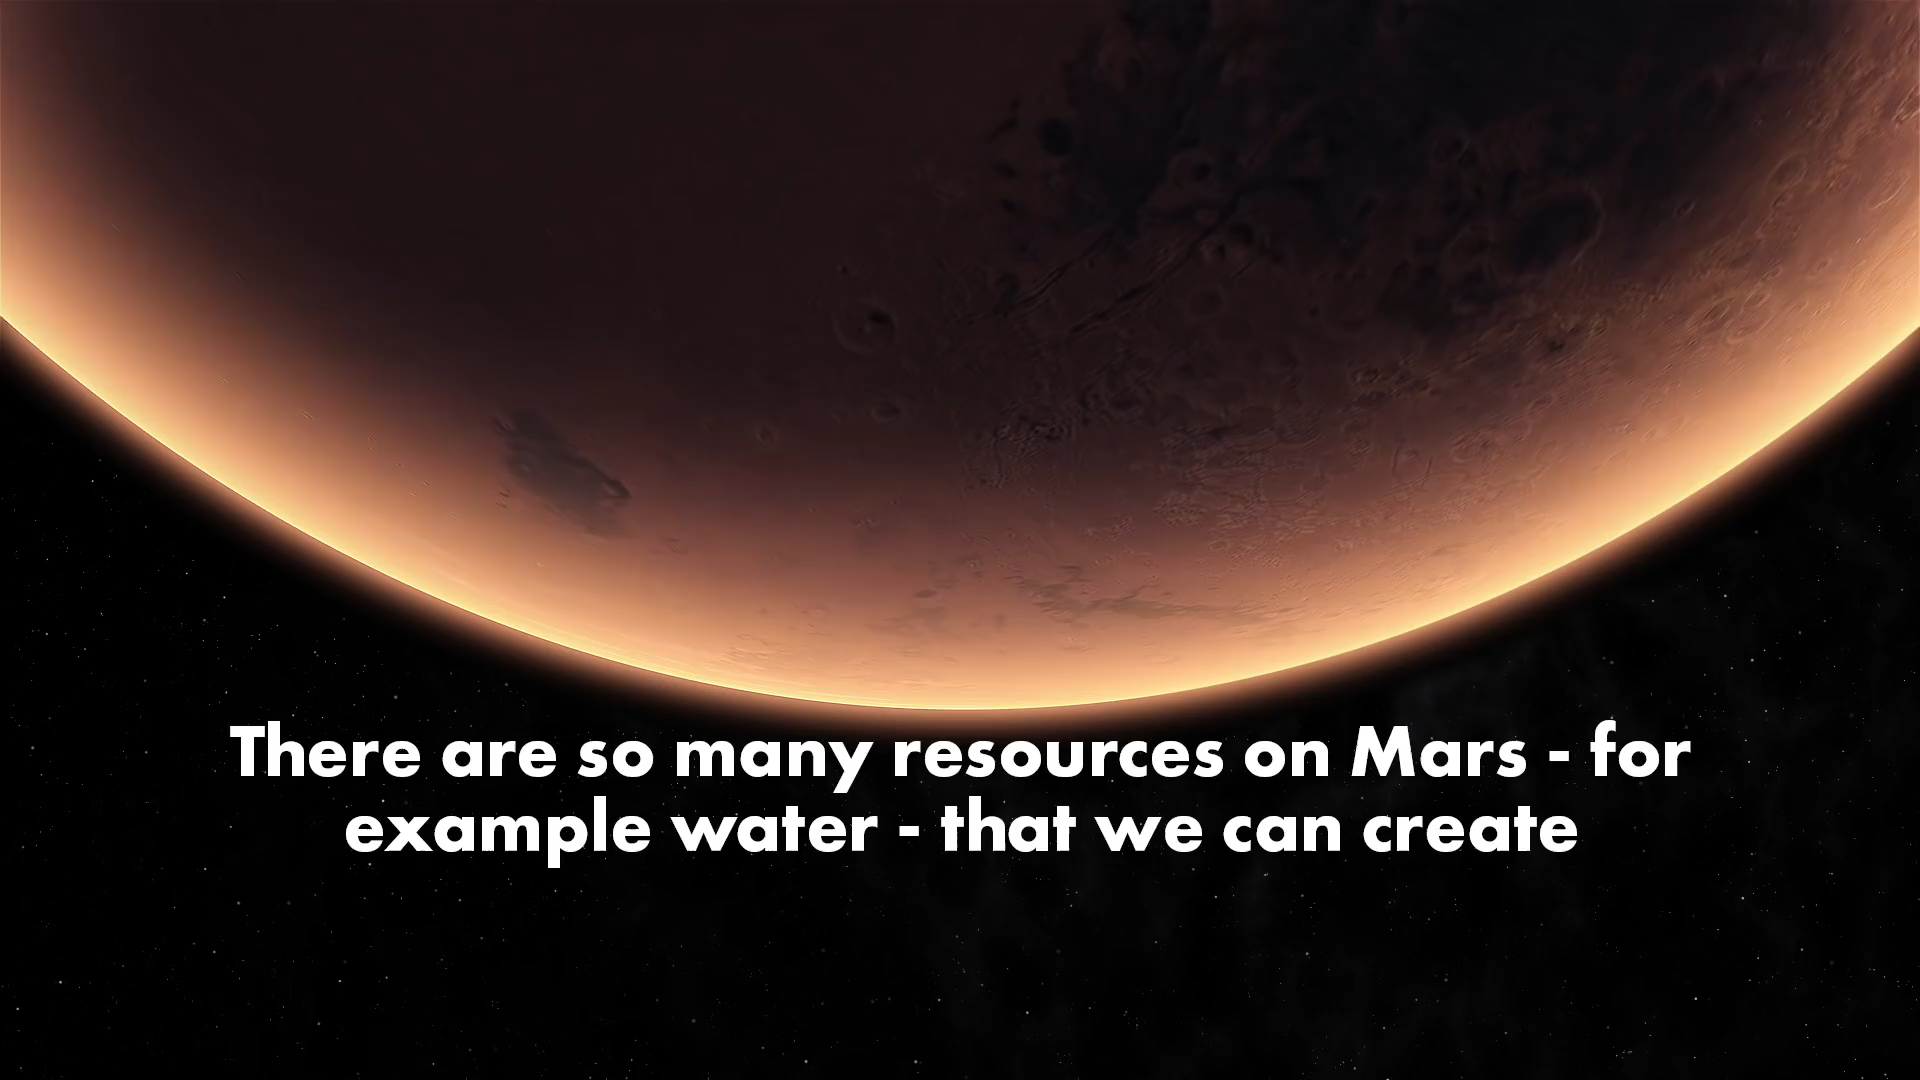 There are so many resources on Mars - for
example water - that we can create